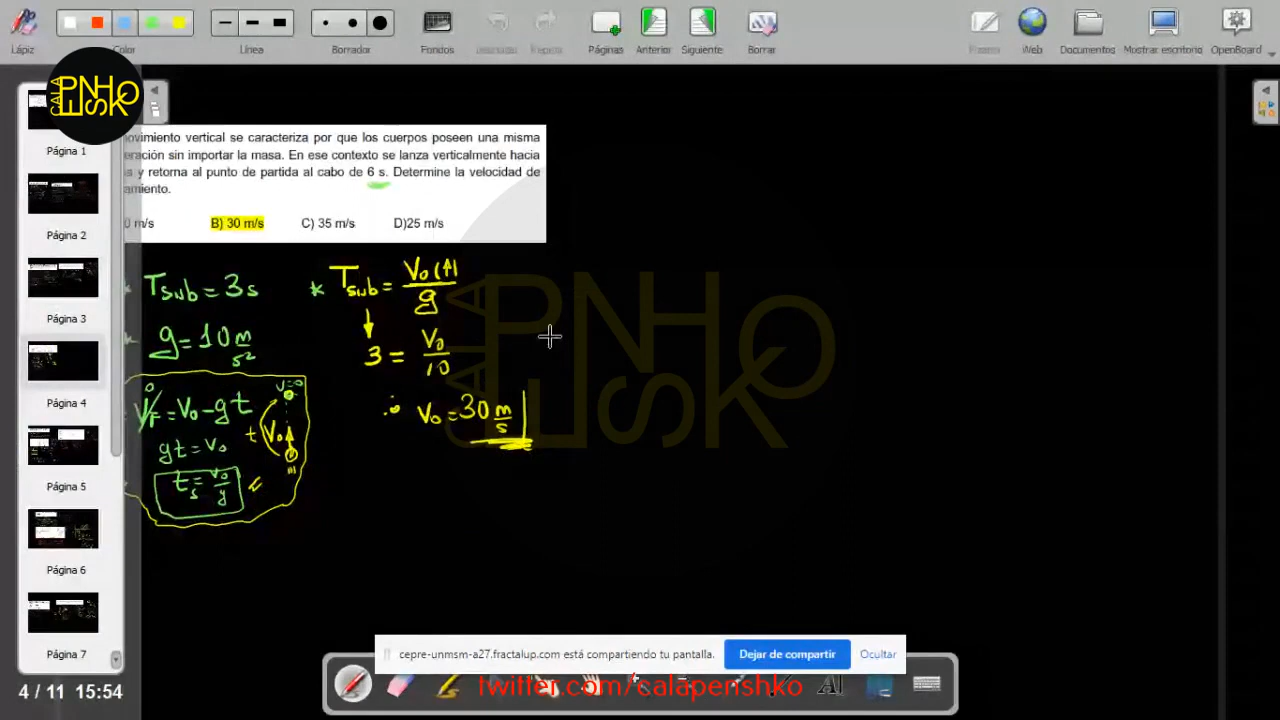 Lápiz
Color
Línea
Borrador
Fondos
Páginas
Anterior
Siguiente
Borrar
Web
Documentos
Mostrar escritorio
OpenBoard
CALA
PENSHKO
Página 1
Página 2
Página 3
Página 4
Página 5
Página 6
Página 7
4 / 11 15:54
ovimiento vertical se caracteriza por que los cuerpos poseen una misma
eración sin importar la masa. En ese contexto se lanza verticalmente hacia
s y retorna al punto de partida al cabo de 6 s. Determine la velocidad de
amiento.
0 m/s B) 30 m/s C) 35 m/s D)25 m/s
* Tsub = 3s
g = 10 m/s²
VF = V0 - gt
0
gt = V0
ts = V0/g
V=0
t V0
m
* Tsub = V0(↑)/g
3 = V0/10
∴ V0 = 30 m/s
cepre-unmsm-a27.fractalup.com está compartiendo tu pantalla.
Dejar de compartir
Ocultar
twitter.com/calapenshko